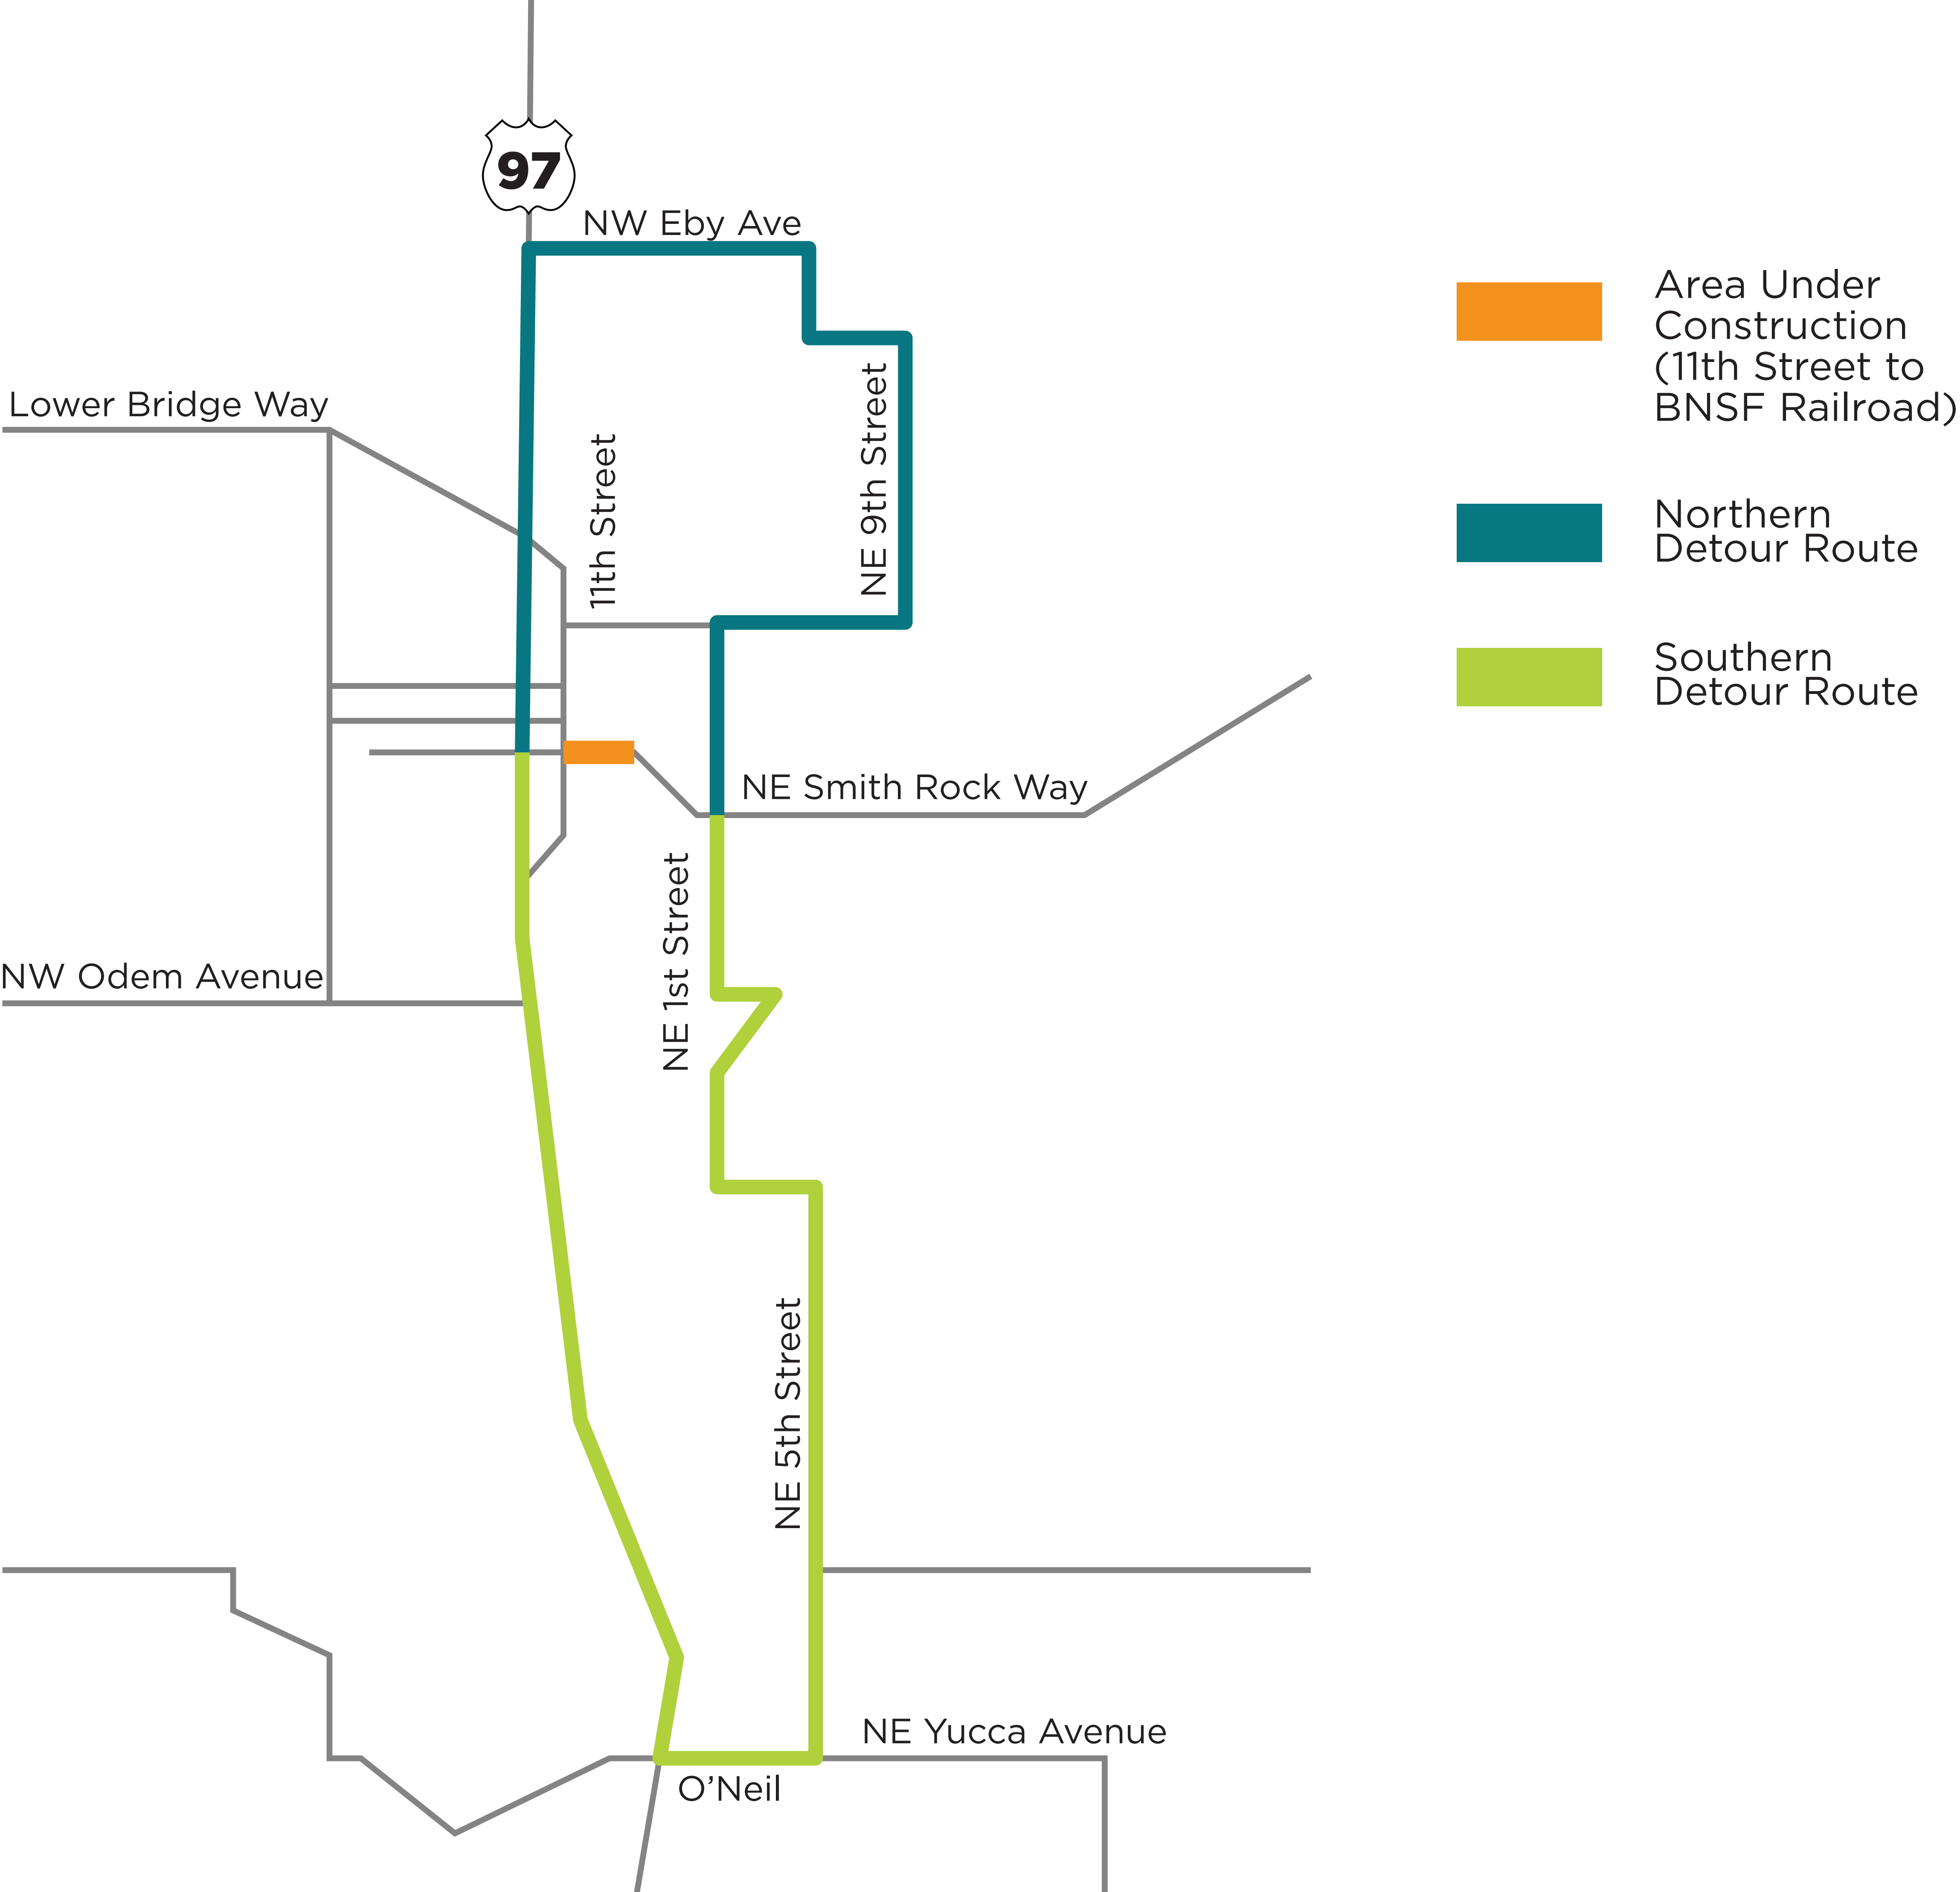 97
NW Eby Ave
Area Under
Construction
(11th Street to
BNSF Railroad)
Lower Bridge Way
11th Street
NE 9th Street
Northern
Detour Route
Southern
Detour Route
NE Smith Rock Way
NE 1st Street
NW Odem Avenue
NE 5th Street
NE Yucca Avenue
O’Neil